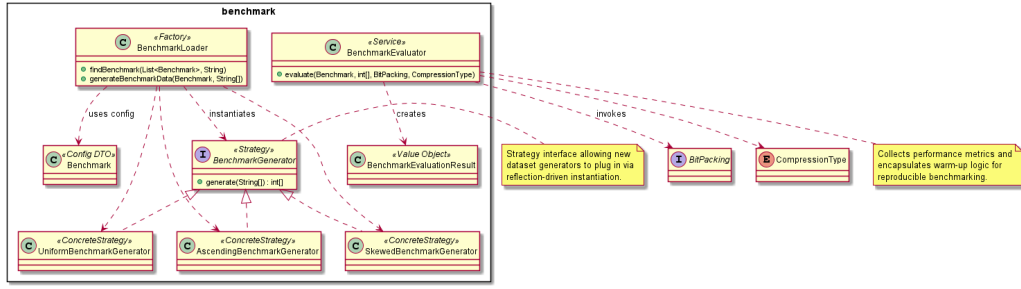 benchmark
«Factory»
C BenchmarkLoader
findBenchmark(List<Benchmark>, String)
generateBenchmarkData(Benchmark, String[])
«Service»
C BenchmarkEvaluator
evaluate(Benchmark, int[], BitPacking, CompressionType)
uses config
instantiates
creates
invokes
«Config DTO»
C Benchmark
«Strategy»
I BenchmarkGenerator
generate(String[]) : int[]
«Value Object»
C BenchmarkEvaluationResult
Strategy interface allowing new
dataset generators to plug in via
reflection-driven instantiation.
I BitPacking
E CompressionType
Collects performance metrics and
encapsulates warm-up logic for
reproducible benchmarking.
«ConcreteStrategy»
C UniformBenchmarkGenerator
«ConcreteStrategy»
C AscendingBenchmarkGenerator
«ConcreteStrategy»
C SkewedBenchmarkGenerator